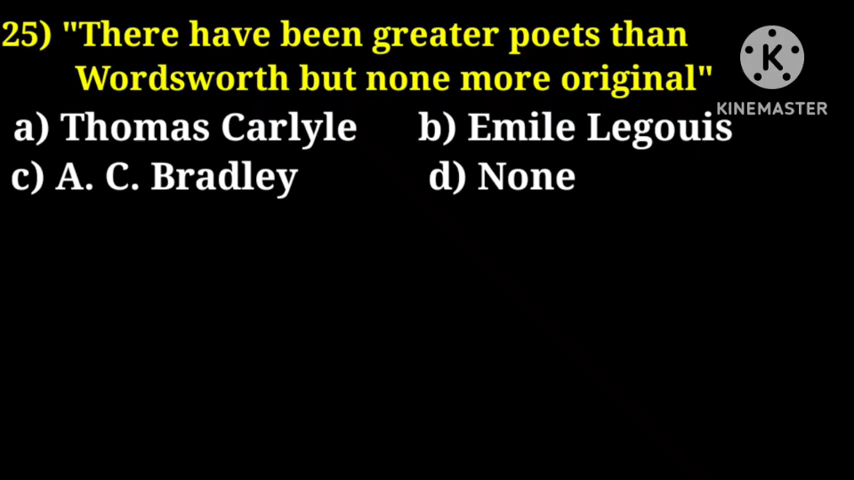 25) "There have been greater poets than
Wordsworth but none more original"
K
KINEMASTER
a) Thomas Carlyle b) Emile Legouis
c) A. C. Bradley d) None